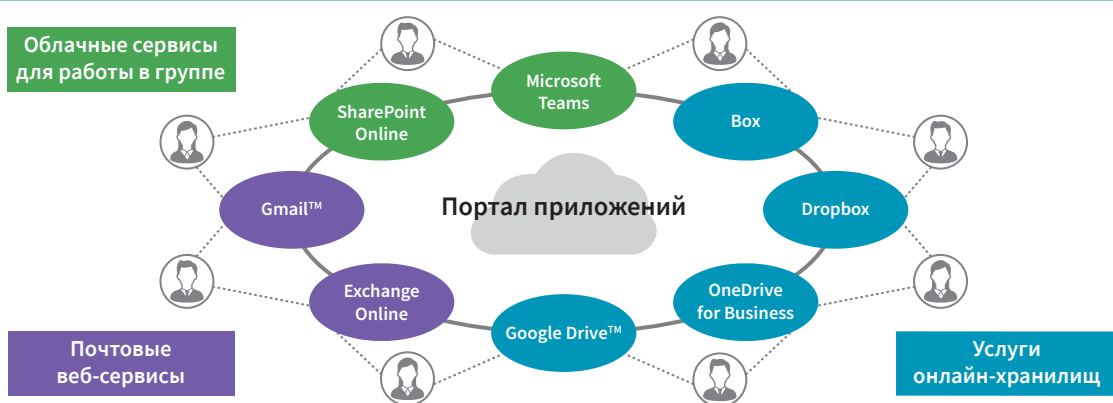 Облачные сервисы
для работы в группе
Microsoft
Teams
SharePoint
Online
Box
Gmail™
Портал приложений
Dropbox
Exchange
Online
OneDrive
for Business
Google Drive™
Почтовые
веб-сервисы
Услуги
онлайн-хранилищ